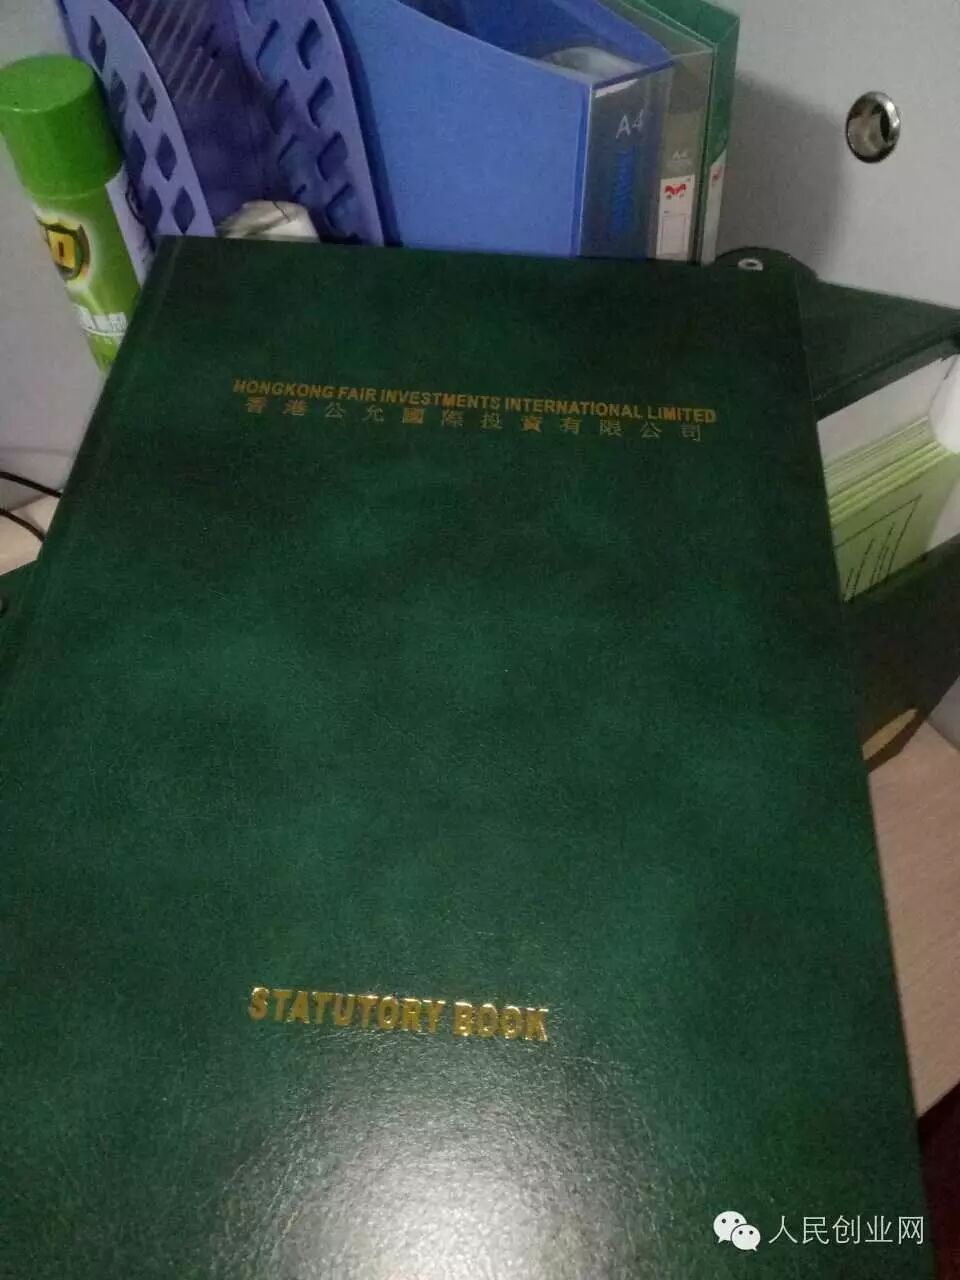 A4
HONGKONG FAIR INVESTMENTS INTERNATIONAL LIMITED
香港公允國際投資有限公司
STATUTORY BOOK
人民创业网